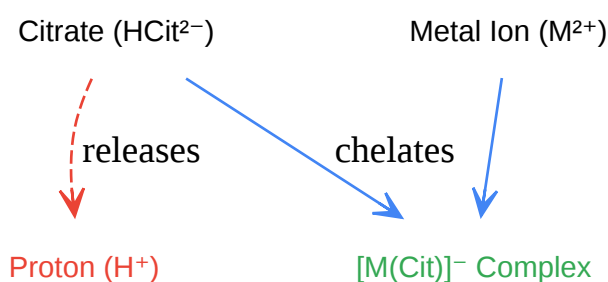 Citrate (HCit²⁻)
Metal Ion (M²⁺)
releases
chelates
Proton (H⁺)
[M(Cit)]⁻ Complex